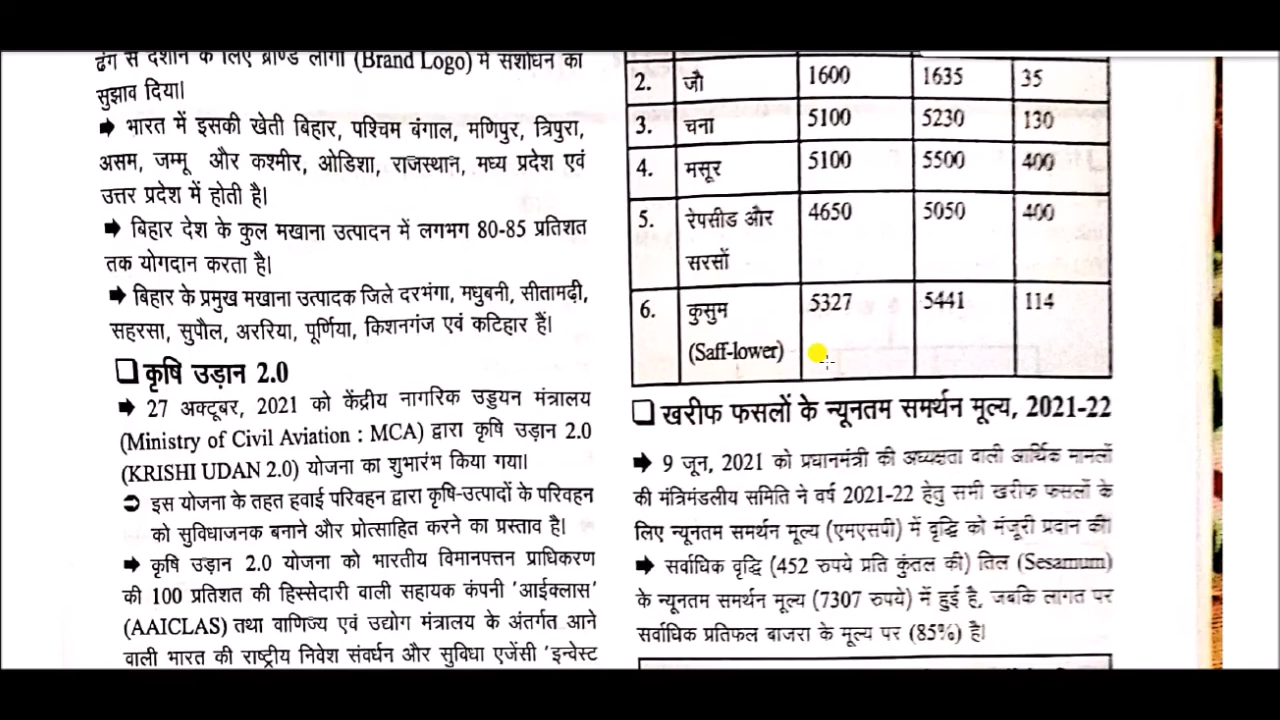 ढंग से दर्शाने के लिए ब्राण्ड लोगो (Brand Logo) में संशोधन का
सुझाव दिया।
➡ भारत में इसकी खेती बिहार, पश्चिम बंगाल, मणिपुर, त्रिपुरा,
असम, जम्मू और कश्मीर, ओडिशा, राजस्थान, मध्य प्रदेश एवं
उत्तर प्रदेश में होती है।
➡ बिहार देश के कुल मखाना उत्पादन में लगभग 80-85 प्रतिशत
तक योगदान करता है।
➡ बिहार के प्रमुख मखाना उत्पादक जिले दरभंगा, मधुबनी, सीतामढ़ी,
सहरसा, सुपौल, अररिया, पूर्णिया, किशनगंज एवं कटिहार हैं।
❑ कृषि उड़ान 2.0
➡ 27 अक्टूबर, 2021 को केंद्रीय नागरिक उड्डयन मंत्रालय
(Ministry of Civil Aviation : MCA) द्वारा कृषि उड़ान 2.0
(KRISHI UDAN 2.0) योजना का शुभारंभ किया गया।
➲ इस योजना के तहत हवाई परिवहन द्वारा कृषि-उत्पादों के परिवहन
को सुविधाजनक बनाने और प्रोत्साहित करने का प्रस्ताव है।
➡ कृषि उड़ान 2.0 योजना को भारतीय विमानपत्तन प्राधिकरण
की 100 प्रतिशत की हिस्सेदारी वाली सहायक कंपनी 'आईक्लास'
(AAICLAS) तथा वाणिज्य एवं उद्योग मंत्रालय के अंतर्गत आने
वाली भारत की राष्ट्रीय निवेश संवर्धन और सुविधा एजेंसी 'इन्वेस्ट
2. जौ 1600 1635 35
3. चना 5100 5230 130
4. मसूर 5100 5500 400
5. रेपसीड और 4650 5050 400
सरसों
6. कुसुम 5327 5441 114
(Saff-lower)
❑ खरीफ फसलों के न्यूनतम समर्थन मूल्य, 2021-22
➡ 9 जून, 2021 को प्रधानमंत्री की अध्यक्षता वाली आर्थिक मामलों
की मंत्रिमंडलीय समिति ने वर्ष 2021-22 हेतु सभी खरीफ फसलों के
लिए न्यूनतम समर्थन मूल्य (एमएसपी) में वृद्धि को मंजूरी प्रदान की।
➡ सर्वाधिक वृद्धि (452 रुपये प्रति कुंतल की) तिल (Sesamum)
के न्यूनतम समर्थन मूल्य (7307 रुपये) में हुई है, जबकि लागत पर
सर्वाधिक प्रतिफल बाजरा के मूल्य पर (85%) है।